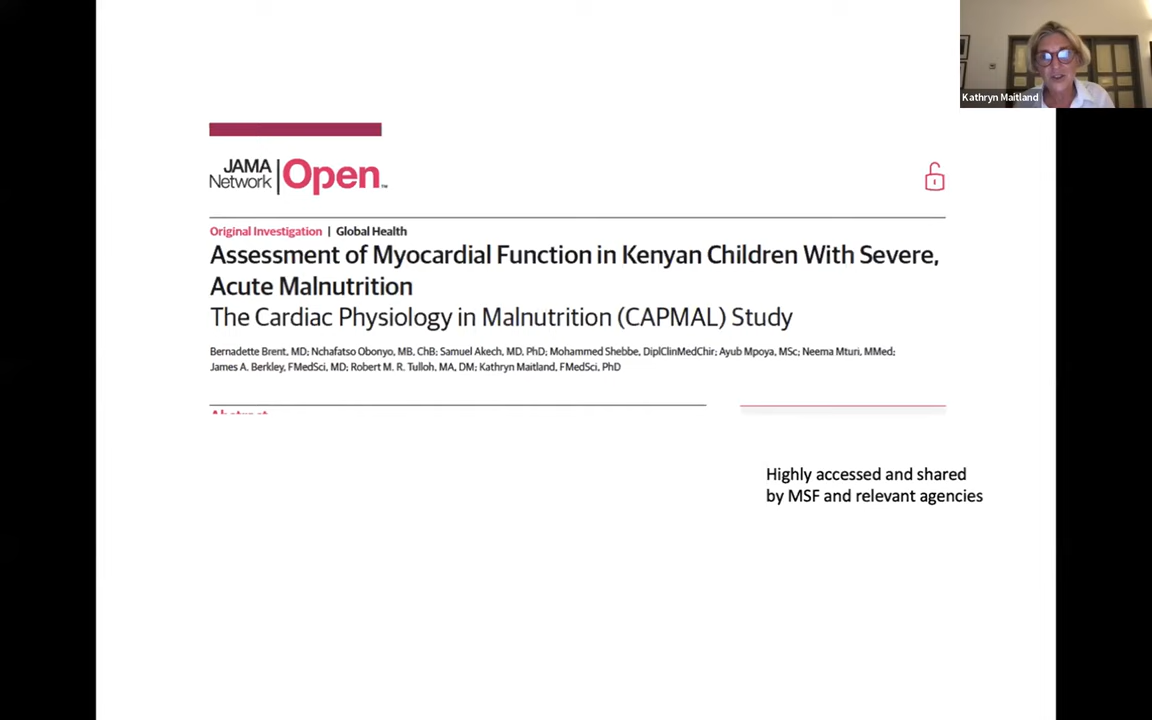 Kathryn Maitland
JAMA
Network
Open™
Original Investigation | Global Health
Assessment of Myocardial Function in Kenyan Children With Severe,
Acute Malnutrition
The Cardiac Physiology in Malnutrition (CAPMAL) Study
Bernadette Brent, MD; Nchafatso Obonyo, MB, ChB; Samuel Akech, MD, PhD; Mohammed Shebbe, DiplClinMedChir; Ayub Mpoya, MSc; Neema Mturi, MMed;
James A. Berkley, FMedSci, MD; Robert M. R. Tulloh, MA, DM; Kathryn Maitland, FMedSci, PhD
Abstract
Highly accessed and shared
by MSF and relevant agencies